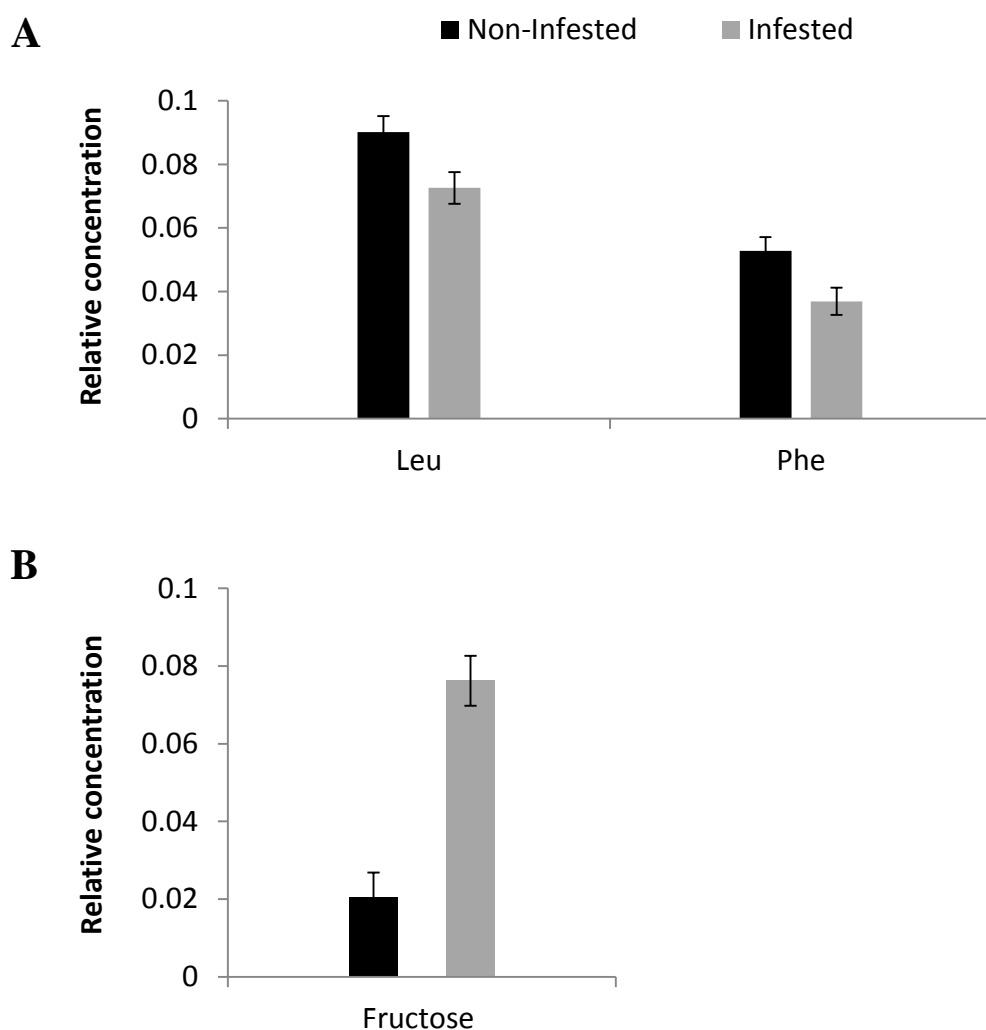 A
Non-Infested
Infested
Relative concentration
0.1
0.08
0.06
0.04
0.02
0
Leu
Phe
B
Relative concentration
0.1
0.08
0.06
0.04
0.02
0
Fructose